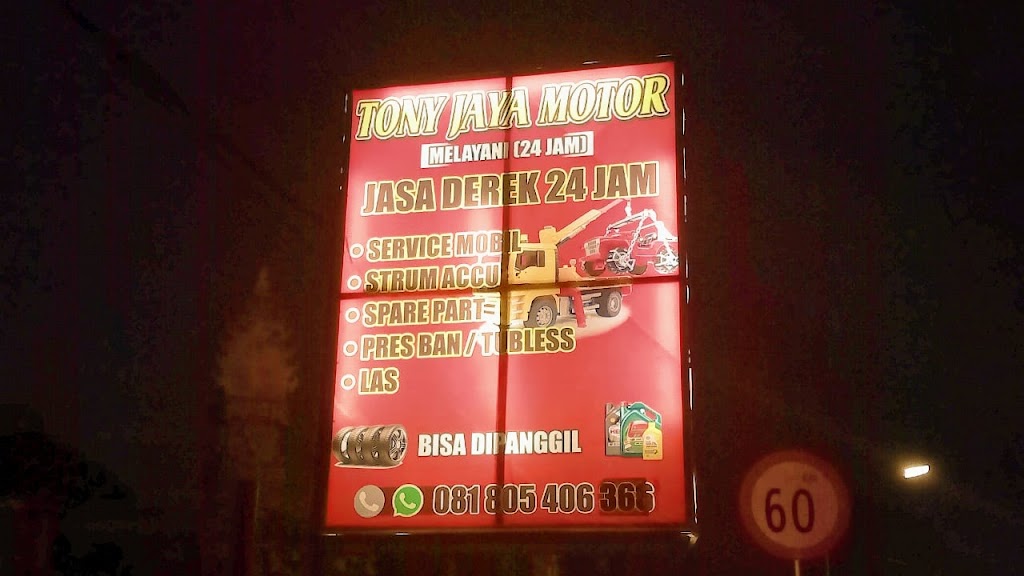 TONY JAYA MOTOR
MELAYANI (24 JAM)
JASA DEREK 24 JAM
SERVICE MOBIL
STRUM ACCU
SPARE PART
PRES BAN / TUBLESS
LAS
BISA DIPANGGIL
081 805 406 366
60